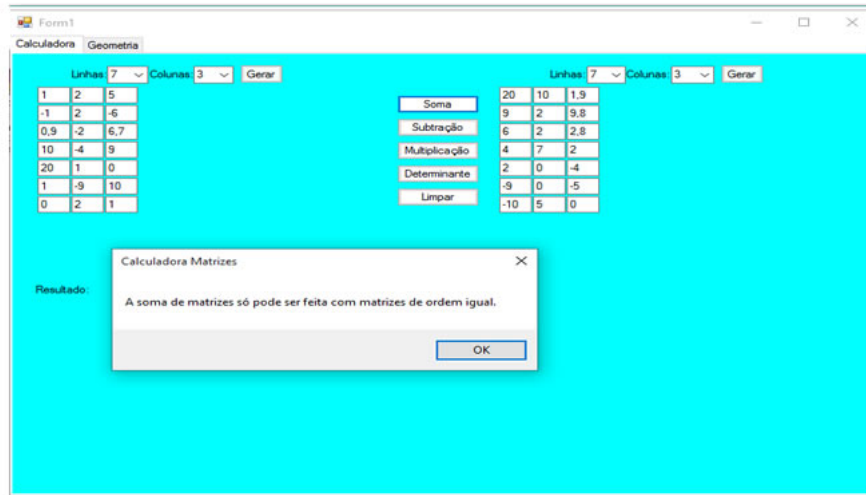 Form1
Calculadora Geometria
Linhas: 7 Colunas: 3 Gerar
Linhas: 7 Colunas: 3 Gerar
1 2 5
-1 2 -6
0,9 -2 6,7
10 -4 9
20 1 0
1 -9 10
0 2 1
Soma
Subtração
Multiplicação
Determinante
Limpar
20 10 1,9
9 2 9,8
6 2 2,8
4 7 2
2 0 -4
-9 0 -5
-10 5 0
Resultado:
Calculadora Matrizes
A soma de matrizes só pode ser feita com matrizes de ordem igual.
OK